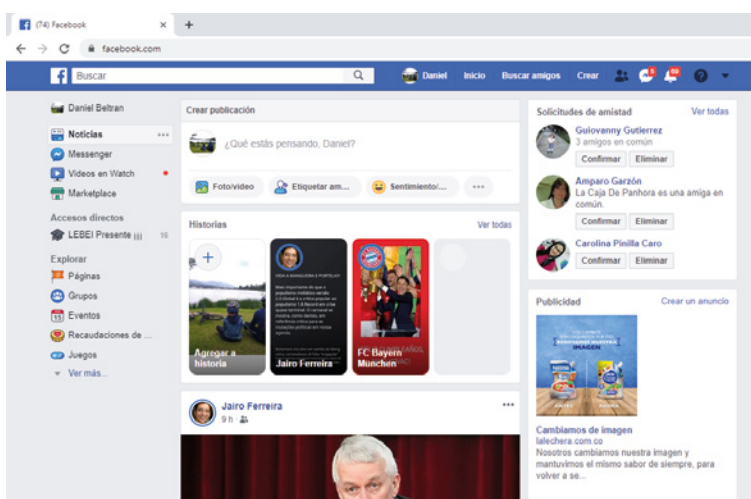 (74) Facebook
facebook.com
Buscar
Daniel
Inicio
Buscar amigos
Crear
Daniel Beltran
Noticias
Messenger
Videos en Watch
Marketplace
Accesos directos
LEBEI Presente ¡¡¡
16
Explorar
Páginas
Grupos
Eventos
Recaudaciones de ...
Juegos
Ver más...
Crear publicación
¿Qué estás pensando, Daniel?
Foto/video
Etiquetar am...
Sentimiento/...
Historias
Ver todas
Agregar a
historia
Jairo Ferreira
FC Bayern
München
Jairo Ferreira
9 h
Solicitudes de amistad
Ver todas
Guiovanny Gutierrez
3 amigos en común
Confirmar
Eliminar
Amparo Garzón
La Caja De Panhora es una amiga en
común.
Confirmar
Eliminar
Carolina Pinilla Caro
Confirmar
Eliminar
Publicidad
Crear un anuncio
IMAGEN
Cambiamos de imagen
lalechera.com.co
Nosotros cambiamos nuestra imagen y
mantuvimos el mismo sabor de siempre, para
volver a se...